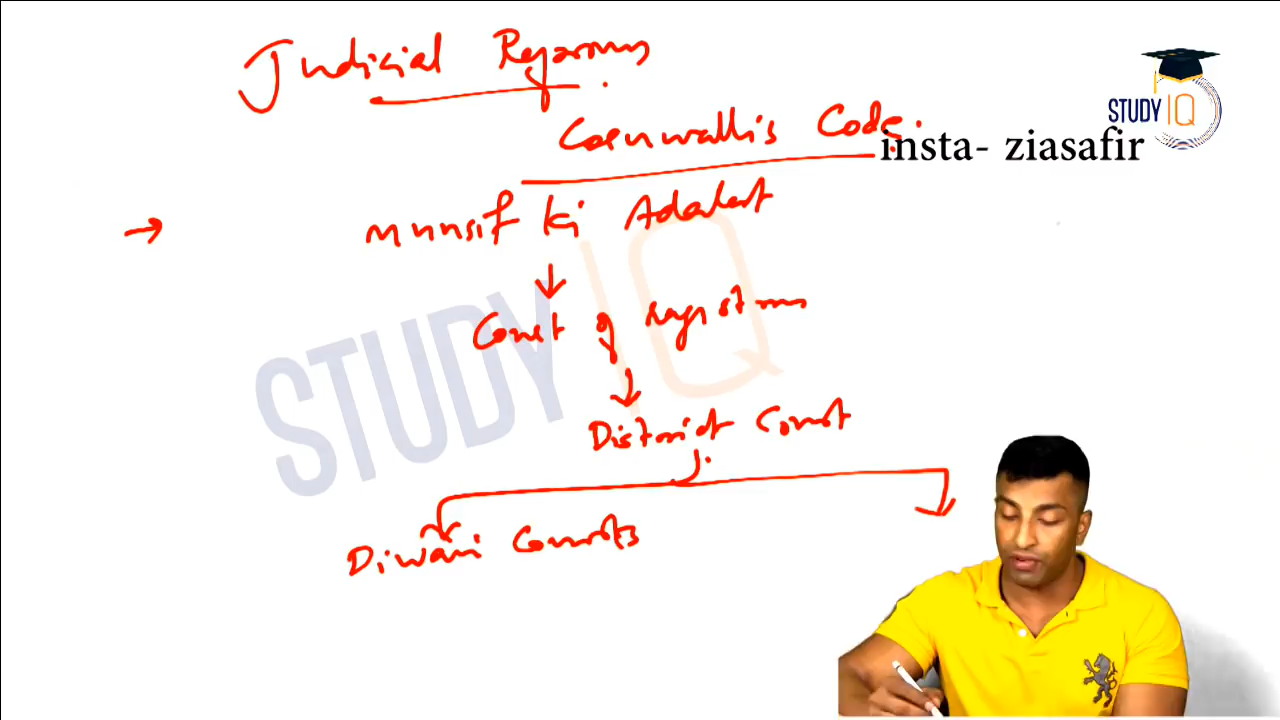 Judicial Reforms
STUDY IQ
Cornwallis Code.
insta- ziasafir
→ Munsif ki Adalat
↓
Court of registrars
↓
District Court
STUDY IQ
Diwani Courts